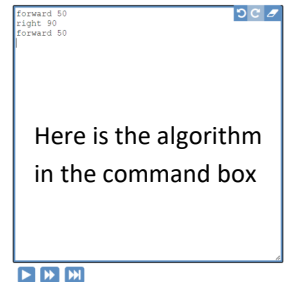 forward 50
right 90
forward 50
Here is the algorithm
in the command box